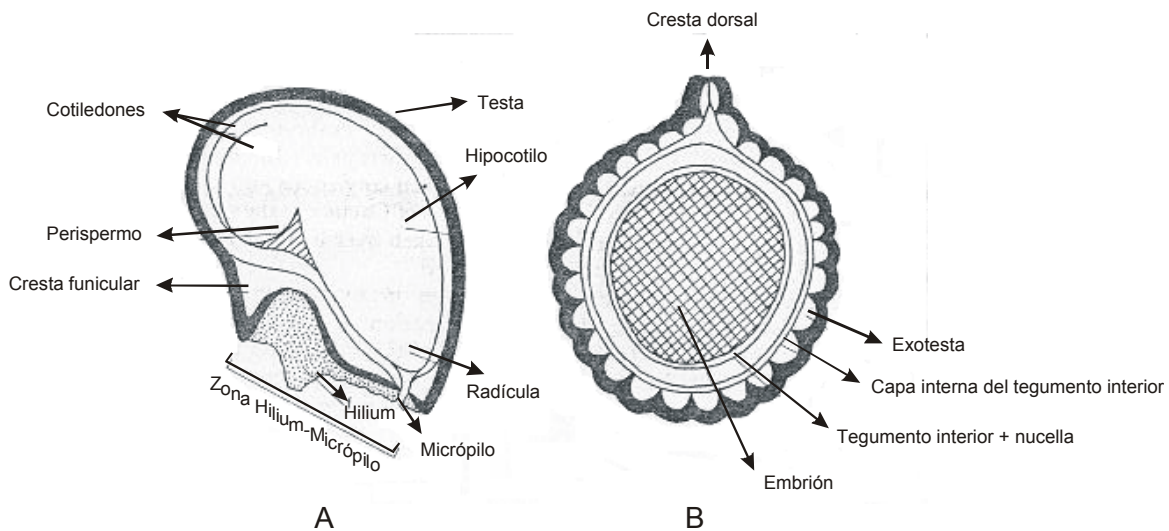 Cresta dorsal
Cotiledones
Testa
Hipocotilo
Perispermo
Cresta funicular
Exotesta
Radícula
Capa interna del tegumento interior
Hilium
Zona Hilium-Micrópilo
Micrópilo
Tegumento interior + nucella
Embrión
A
B